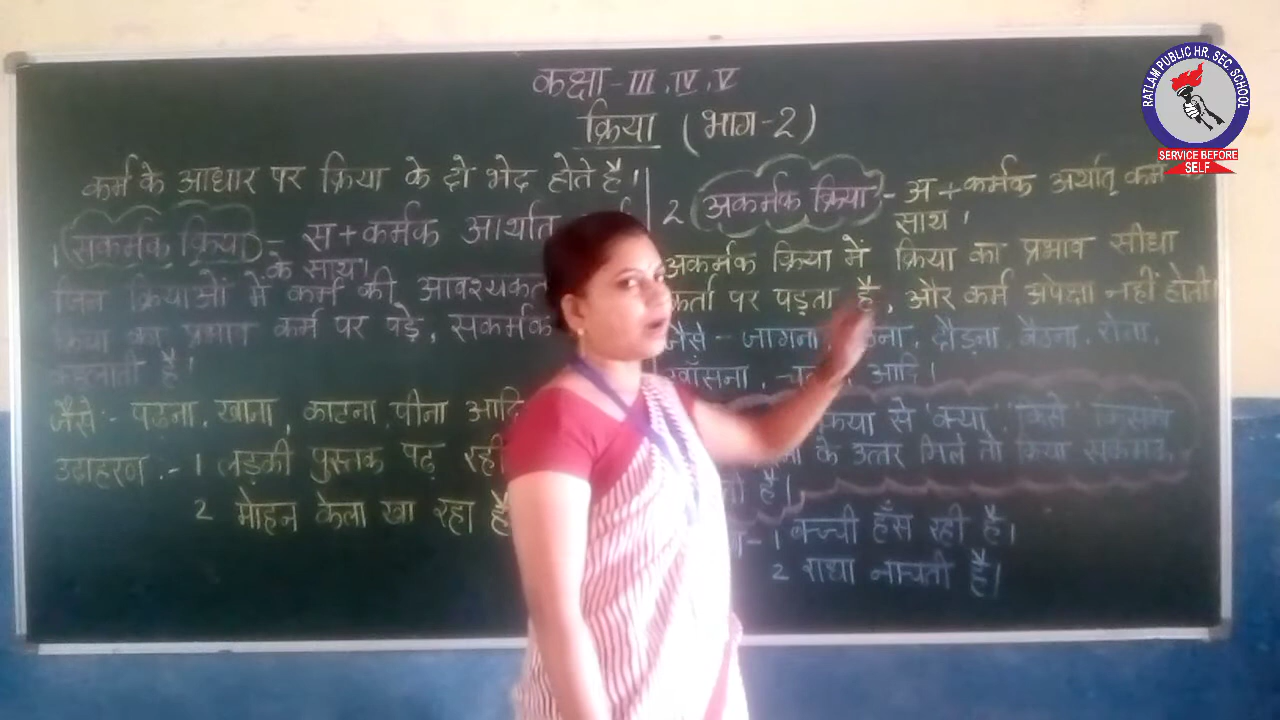 कक्षा - III, IV, V
क्रिया (भाग-2)
कर्म के आधार पर क्रिया के दो भेद होते है।
1 सकर्मक क्रिया - स + कर्मक आर्थात
के साथ।
जिन क्रियाओं में कर्म की आवश्यकता
क्रिया का प्रभाव कर्म पर पड़े, सकर्मक
कहलाती है।
जैसे :- पढ़ना, खाना, काटना, पीना आदि
उदाहरण :- 1 लड़की पुस्तक पढ़ रही
2 मोहन केला खा रहा है
2 अकर्मक क्रिया - अ + कर्मक अर्थात् कर्म
साथ।
अकर्मक क्रिया में क्रिया का प्रभाव सीधा
कर्ता पर पड़ता है, और कर्म अपेक्षा नहीं होती।
जैसे - जागना, दौड़ना, बैठना, रोना,
खाँसना, आदि।
से 'क्या' 'किसे'
के उत्तर मिले तो क्रिया सकर्मक
है।
- 1 बच्ची हँस रही है।
2 राधा नाचती है।
RATLAM PUBLIC HR. SEC. SCHOOL
SERVICE BEFORE
SELF